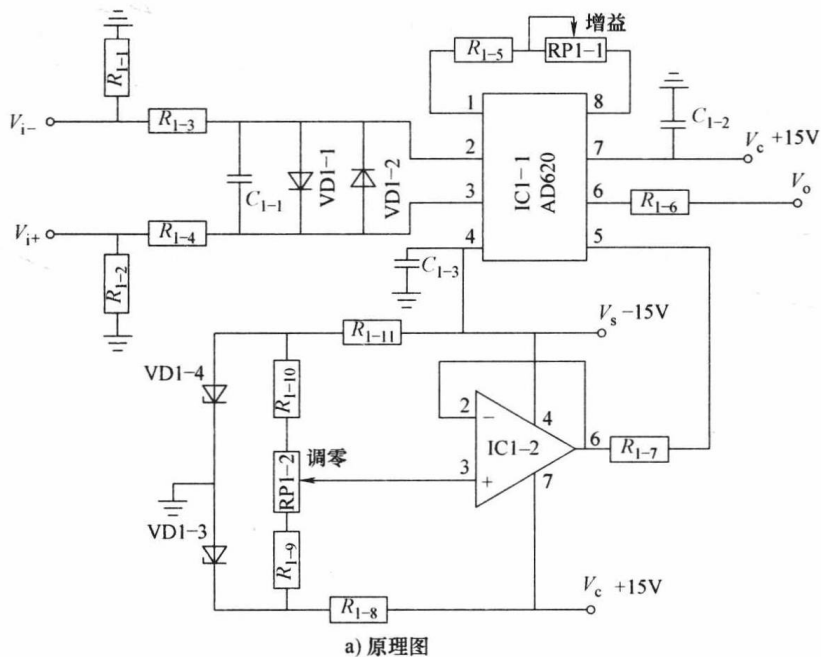 增益
R1-5
RP1-1
R1-1
1
8
C1-2
Vi-
R1-3
2
7
Vc +15V
C1-1
VD1-1
VD1-2
IC1-1
AD620
Vo
3
6
R1-6
Vi+
R1-4
4
5
C1-3
R1-2
Vs -15V
R1-11
VD1-4
R1-10
2
−
4
IC1-2
6
R1-7
调零
RP1-2
3
+
7
VD1-3
R1-9
Vc +15V
R1-8
a) 原理图